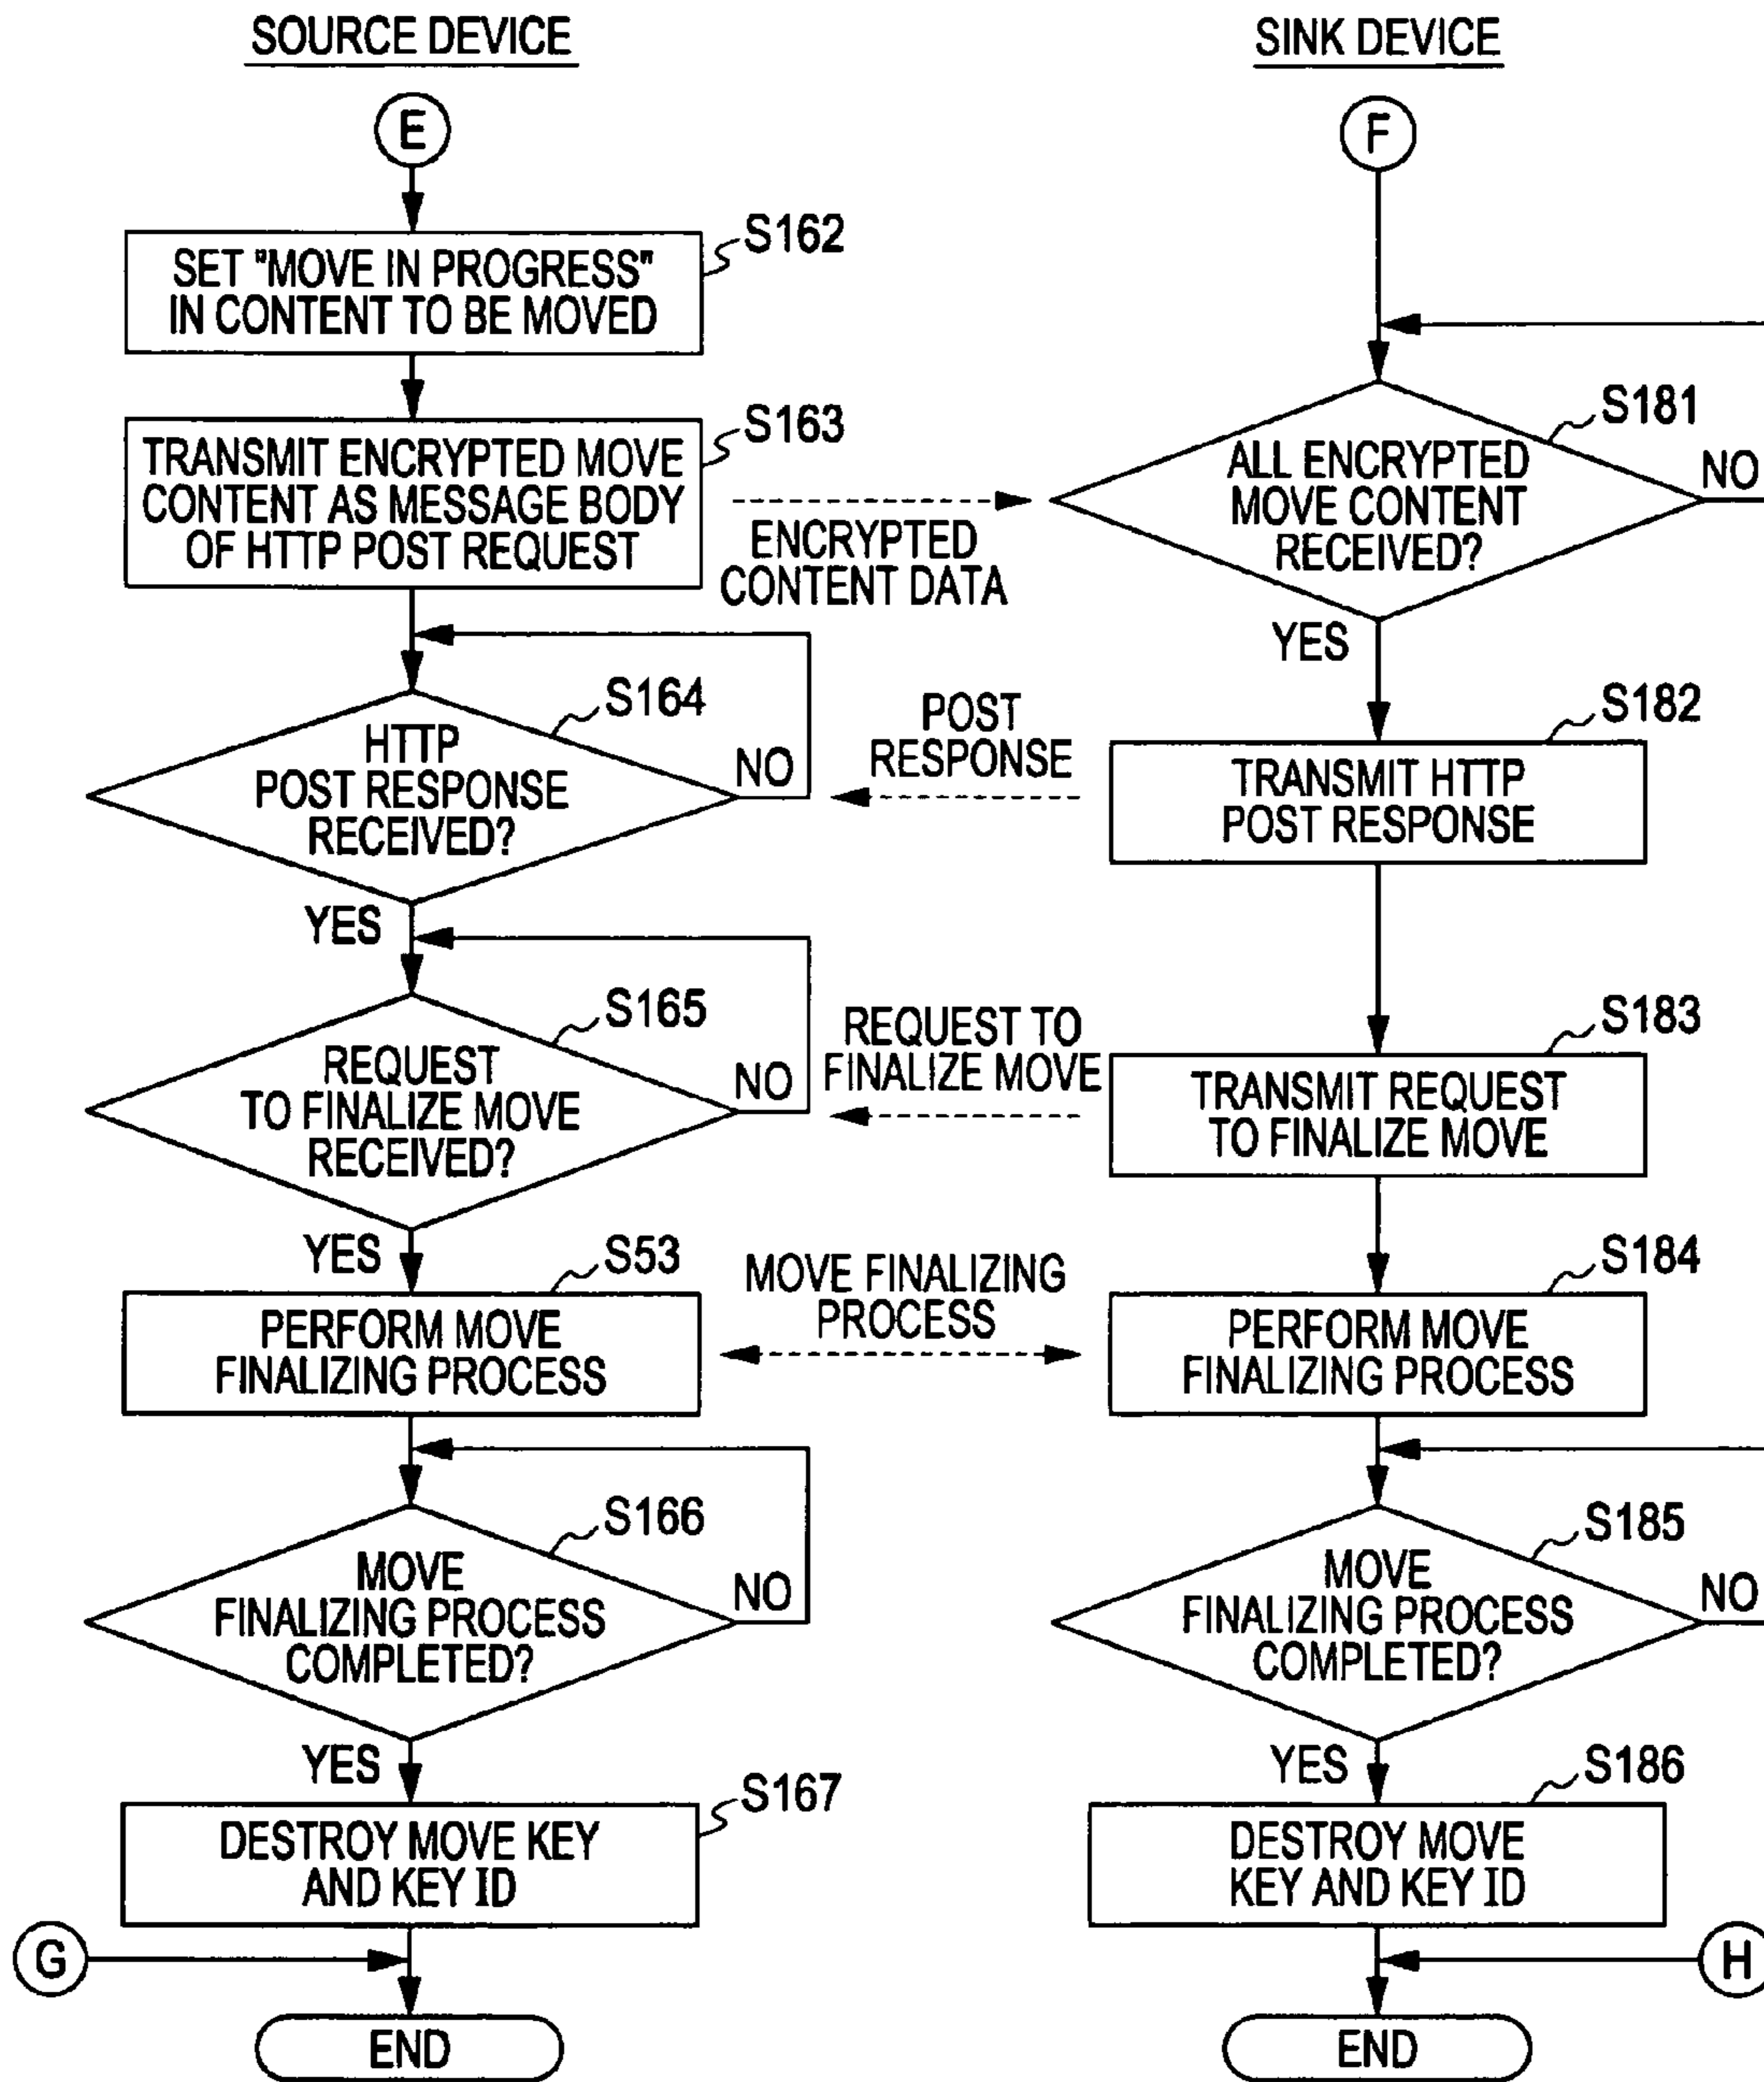 SOURCE DEVICE
SINK DEVICE
E
F
S162
SET "MOVE IN PROGRESS"
IN CONTENT TO BE MOVED
S163
TRANSMIT ENCRYPTED MOVE
CONTENT AS MESSAGE BODY
OF HTTP POST REQUEST
ENCRYPTED
CONTENT DATA
S181
ALL ENCRYPTED
MOVE CONTENT
RECEIVED?
NO
YES
S164
HTTP
POST RESPONSE
RECEIVED?
NO
YES
POST
RESPONSE
S182
TRANSMIT HTTP
POST RESPONSE
S165
REQUEST
TO FINALIZE MOVE
RECEIVED?
NO
YES
REQUEST TO
FINALIZE MOVE
S183
TRANSMIT REQUEST
TO FINALIZE MOVE
S53
PERFORM MOVE
FINALIZING PROCESS
MOVE FINALIZING
PROCESS
S184
PERFORM MOVE
FINALIZING PROCESS
S166
MOVE
FINALIZING PROCESS
COMPLETED?
NO
YES
S185
MOVE
FINALIZING PROCESS
COMPLETED?
NO
YES
S167
DESTROY MOVE KEY
AND KEY ID
S186
DESTROY MOVE
KEY AND KEY ID
G
H
END
END